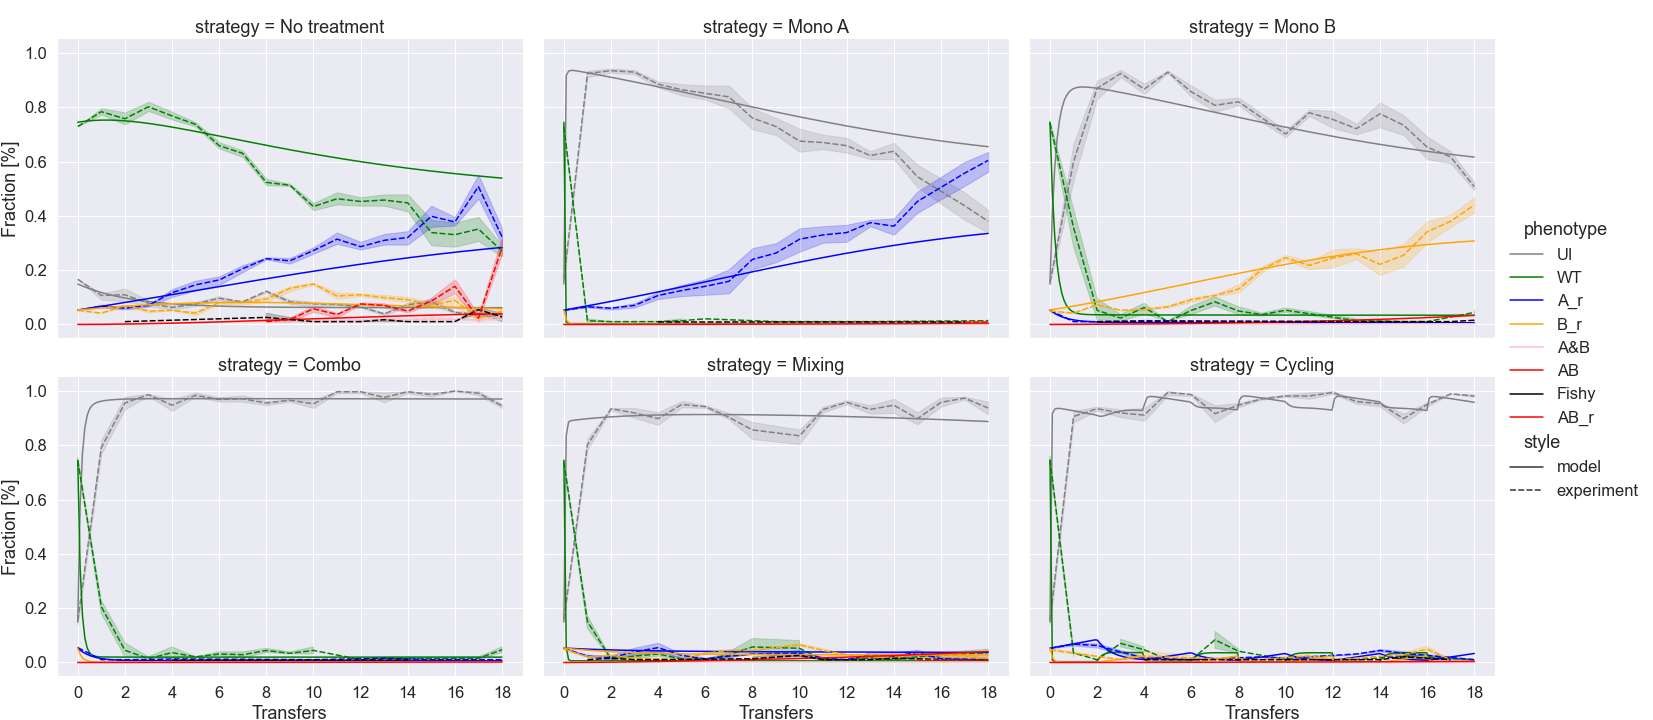 strategy = No treatment
strategy = Mono A
strategy = Mono B
1.0
0.8
0.6
0.4
0.2
0.0
Fraction [%]
strategy = Combo
strategy = Mixing
strategy = Cycling
1.0
0.8
0.6
0.4
0.2
0.0
Fraction [%]
0 2 4 6 8 10 12 14 16 18
0 2 4 6 8 10 12 14 16 18
0 2 4 6 8 10 12 14 16 18
Transfers
Transfers
Transfers
phenotype
UI
WT
A_r
B_r
A&B
AB
Fishy
AB_r
style
model
experiment